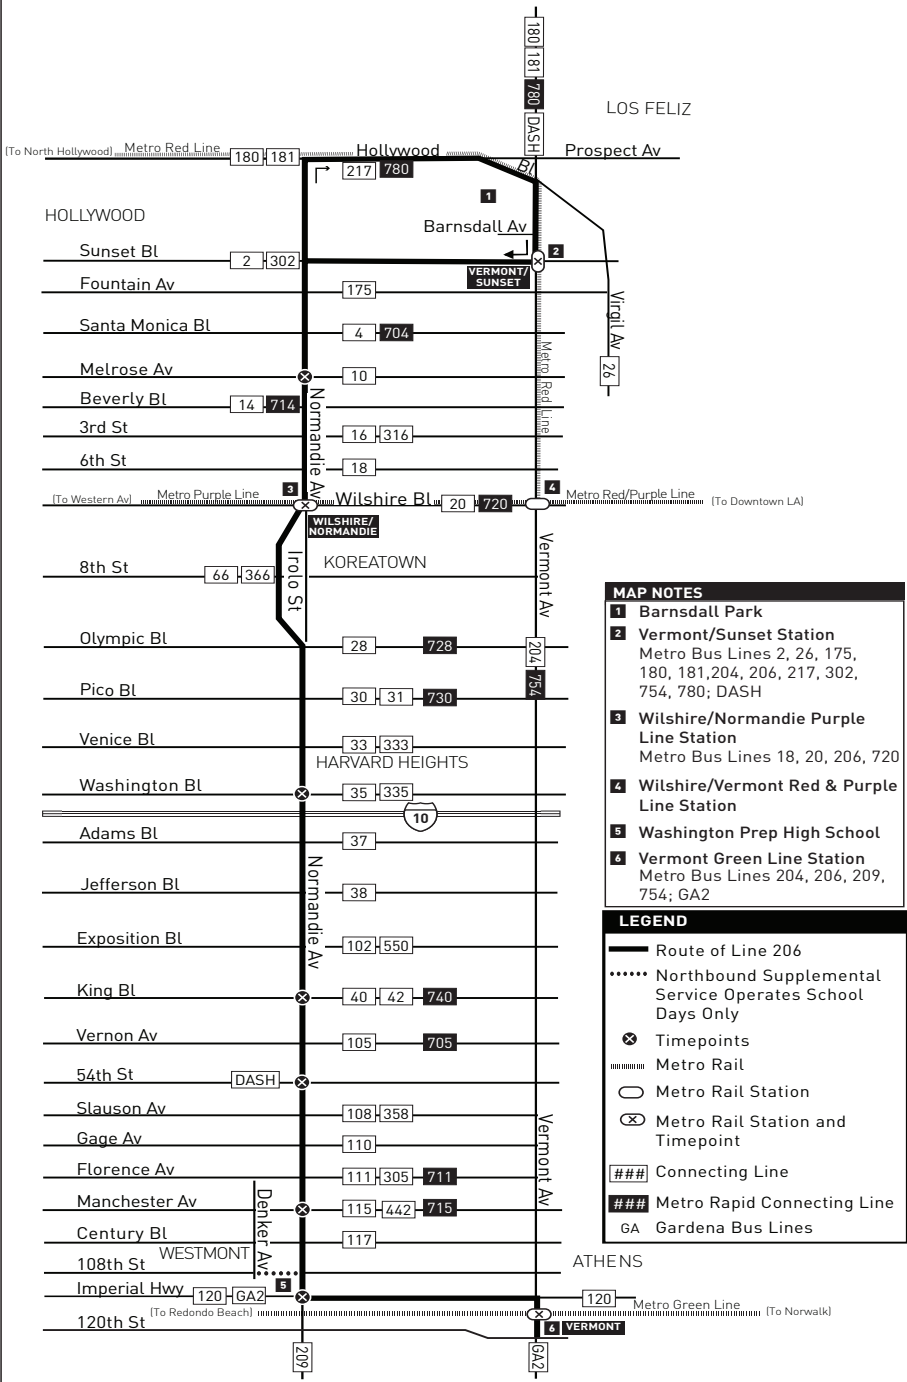 180
181
780
DASH
LOS FELIZ
(To North Hollywood) Metro Red Line
180 181
Hollywood Bl
Prospect Av
217 780
1
HOLLYWOOD
Barnsdall Av
Sunset Bl
2 302
2
VERMONT/
SUNSET
Fountain Av
175
Virgil Av
Santa Monica Bl
4 704
Metro Red Line
Melrose Av
10
26
Beverly Bl
14 714
Normandie Av
3rd St
16 316
6th St
18
(To Western Av) Metro Purple Line
3
Wilshire Bl
20 720
4
Metro Red/Purple Line
(To Downtown LA)
WILSHIRE/
NORMANDIE
8th St
66 366
Irolo St
KOREATOWN
Vermont Av
Olympic Bl
28 728
204
Pico Bl
30 31 730
754
Venice Bl
33 333
HARVARD HEIGHTS
Washington Bl
35 335
10
Adams Bl
37
Normandie Av
Jefferson Bl
38
Exposition Bl
102 550
King Bl
40 42 740
Vernon Av
105 705
54th St
DASH
Slauson Av
108 358
Vermont Av
Gage Av
110
Florence Av
111 305 711
Manchester Av
Denker Av
115 442 715
Century Bl
117
WESTMONT
108th St
ATHENS
Imperial Hwy
120 GA2
5
120
(To Redondo Beach)
Metro Green Line
(To Norwalk)
120th St
6 VERMONT
209
GA2
MAP NOTES
1 Barnsdall Park
2 Vermont/Sunset Station
Metro Bus Lines 2, 26, 175,
180, 181,204, 206, 217, 302,
754, 780; DASH
3 Wilshire/Normandie Purple
Line Station
Metro Bus Lines 18, 20, 206, 720
4 Wilshire/Vermont Red & Purple
Line Station
5 Washington Prep High School
6 Vermont Green Line Station
Metro Bus Lines 204, 206, 209,
754; GA2
LEGEND
Route of Line 206
Northbound Supplemental
Service Operates School
Days Only
Timepoints
Metro Rail
Metro Rail Station
Metro Rail Station and
Timepoint
### Connecting Line
### Metro Rapid Connecting Line
GA Gardena Bus Lines